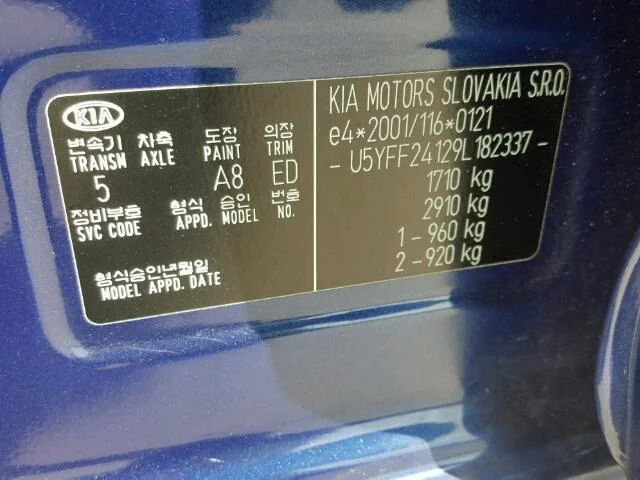 KIA
변속기 차축 도장 의장
TRANSM AXLE PAINT TRIM
5 A8 ED
정비부호 형식 승인 번호
SVC CODE APPD. MODEL NO.
형식승인년월일
MODEL APPD. DATE
KIA MOTORS SLOVAKIA S.R.O.
e4*2001/116*0121
- U5YFF24129L182337 -
1710 kg
2910 kg
1 - 960 kg
2 - 920 kg